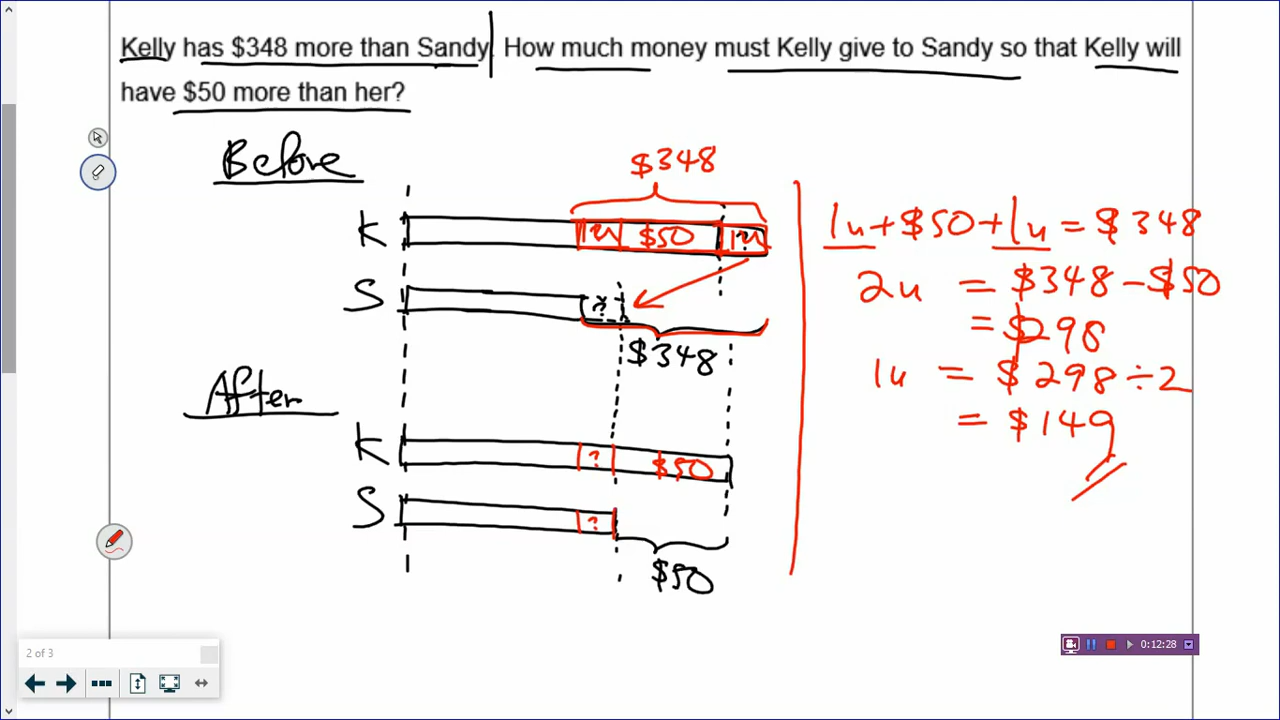 Kelly has $348 more than Sandy. How much money must Kelly give to Sandy so that Kelly will
have $50 more than her?
Before
$348
K
1u $50 1u
S
?
$348
After
K
? $50
S
?
$50
1u + $50 + 1u = $348
2u = $348 - $50
= $298
1u = $298 ÷ 2
= $149
2 of 3
0:12:28